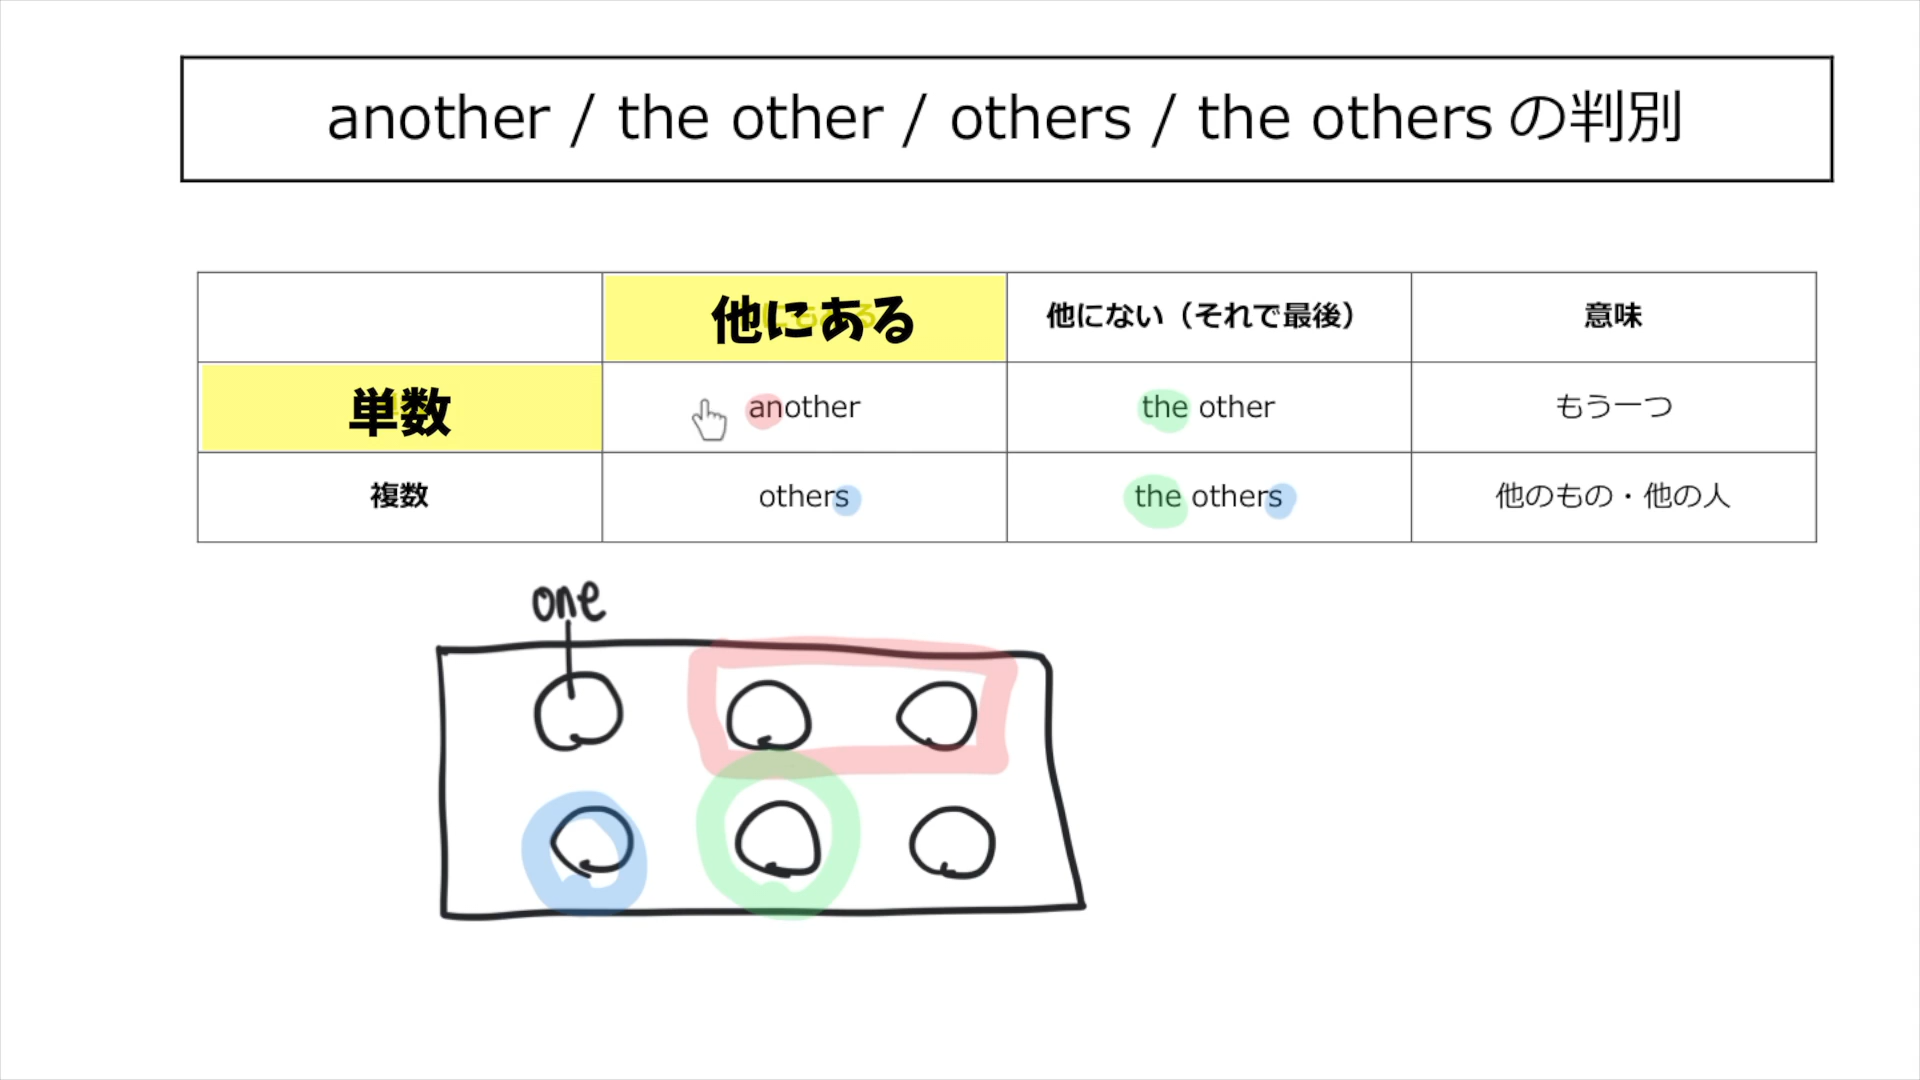 another / the other / others / the others の判別
他にある 他にない（それで最後） 意味
単数 another the other もう一つ
複数 others the others 他のもの・他の人
one